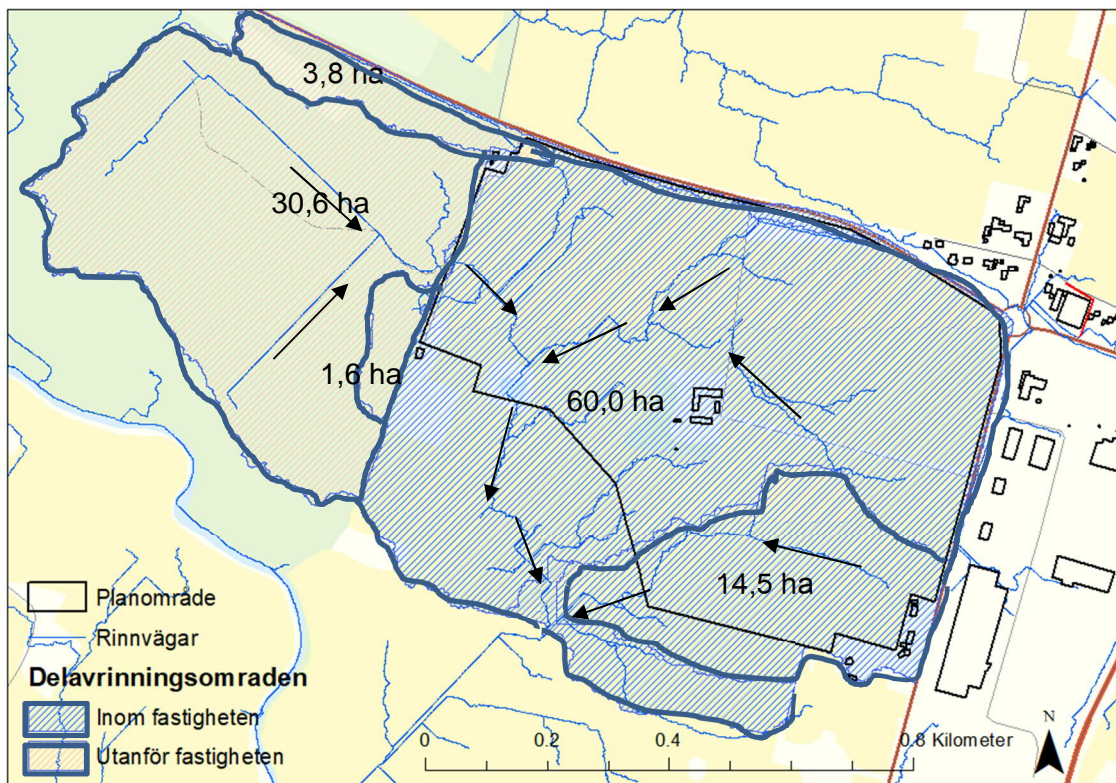 3,8 ha
30,6 ha
1,6 ha
60,0 ha
14,5 ha
Planområde
Rinnvägar
Delavrinningsområden
Inom fastigheten
Utanför fastigheten
0 0.2 0.4 0.8 Kilometer
N